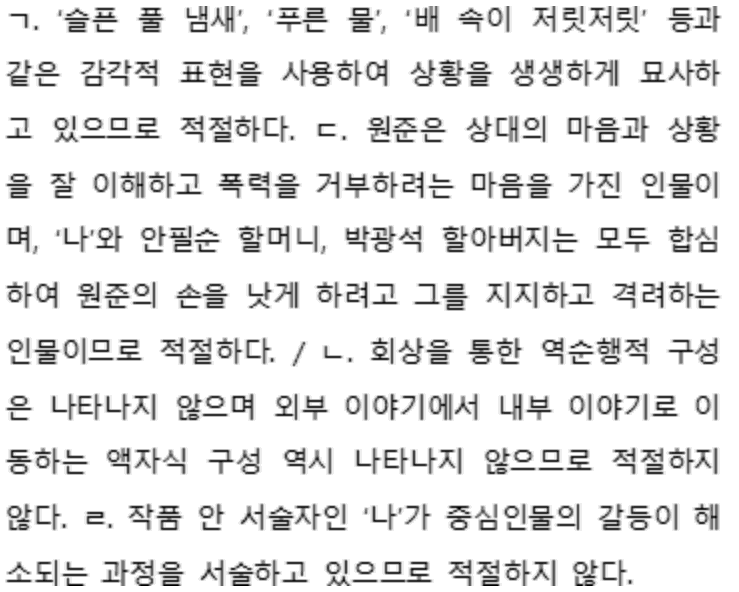 ㄱ. ‘슬픈 풀 냄새’, ‘푸른 물’, ‘배 속이 저릿저릿’ 등과
같은 감각적 표현을 사용하여 상황을 생생하게 묘사하
고 있으므로 적절하다. ㄷ. 원준은 상대의 마음과 상황
을 잘 이해하고 폭력을 거부하려는 마음을 가진 인물이
며, ‘나’와 안필순 할머니, 박광석 할아버지는 모두 합심
하여 원준의 손을 낫게 하려고 그를 지지하고 격려하는
인물이므로 적절하다. / ㄴ. 회상을 통한 역순행적 구성
은 나타나지 않으며 외부 이야기에서 내부 이야기로 이
동하는 액자식 구성 역시 나타나지 않으므로 적절하지
않다. ㄹ. 작품 안 서술자인 ‘나’가 중심인물의 갈등이 해
소되는 과정을 서술하고 있으므로 적절하지 않다.